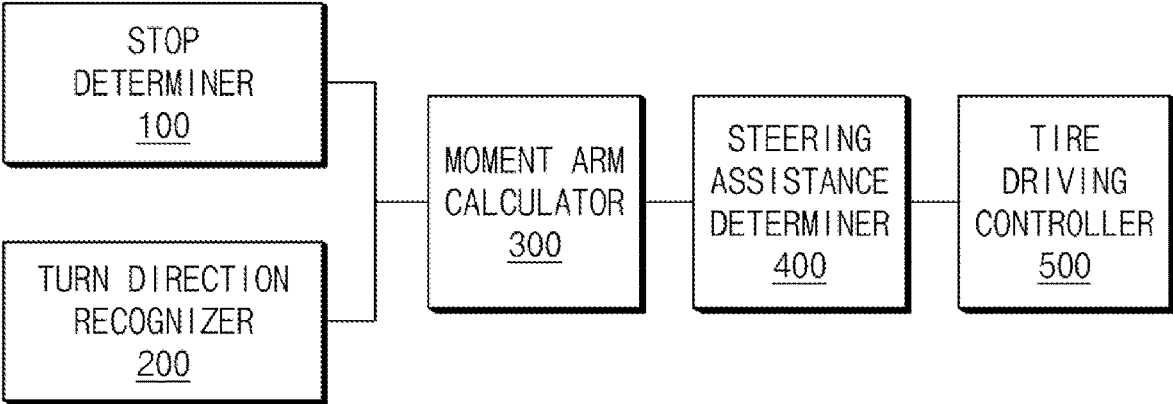 STOP
DETERMINER
100
TURN DIRECTION
RECOGNIZER
200
MOMENT ARM
CALCULATOR
300
STEERING
ASSISTANCE
DETERMINER
400
TIRE
DRIVING
CONTROLLER
500